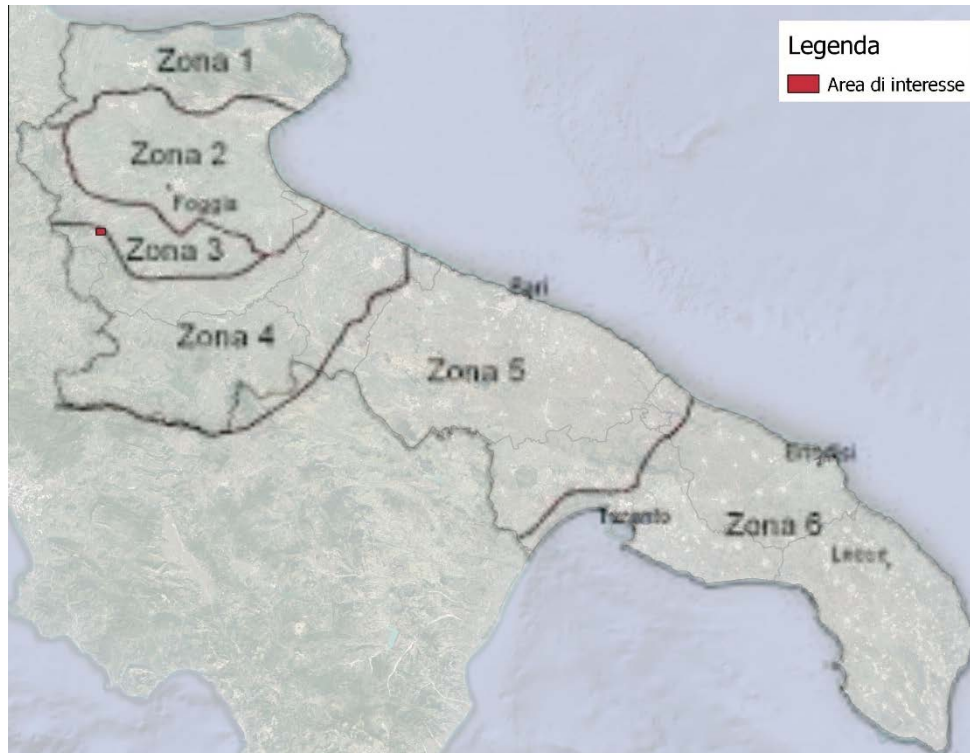 Zona 1
Legenda
Area di interesse
Zona 2
Foggia
Zona 3
Bari
Zona 4
Zona 5
Brindisi
Taranto
Zona 6
Lecce